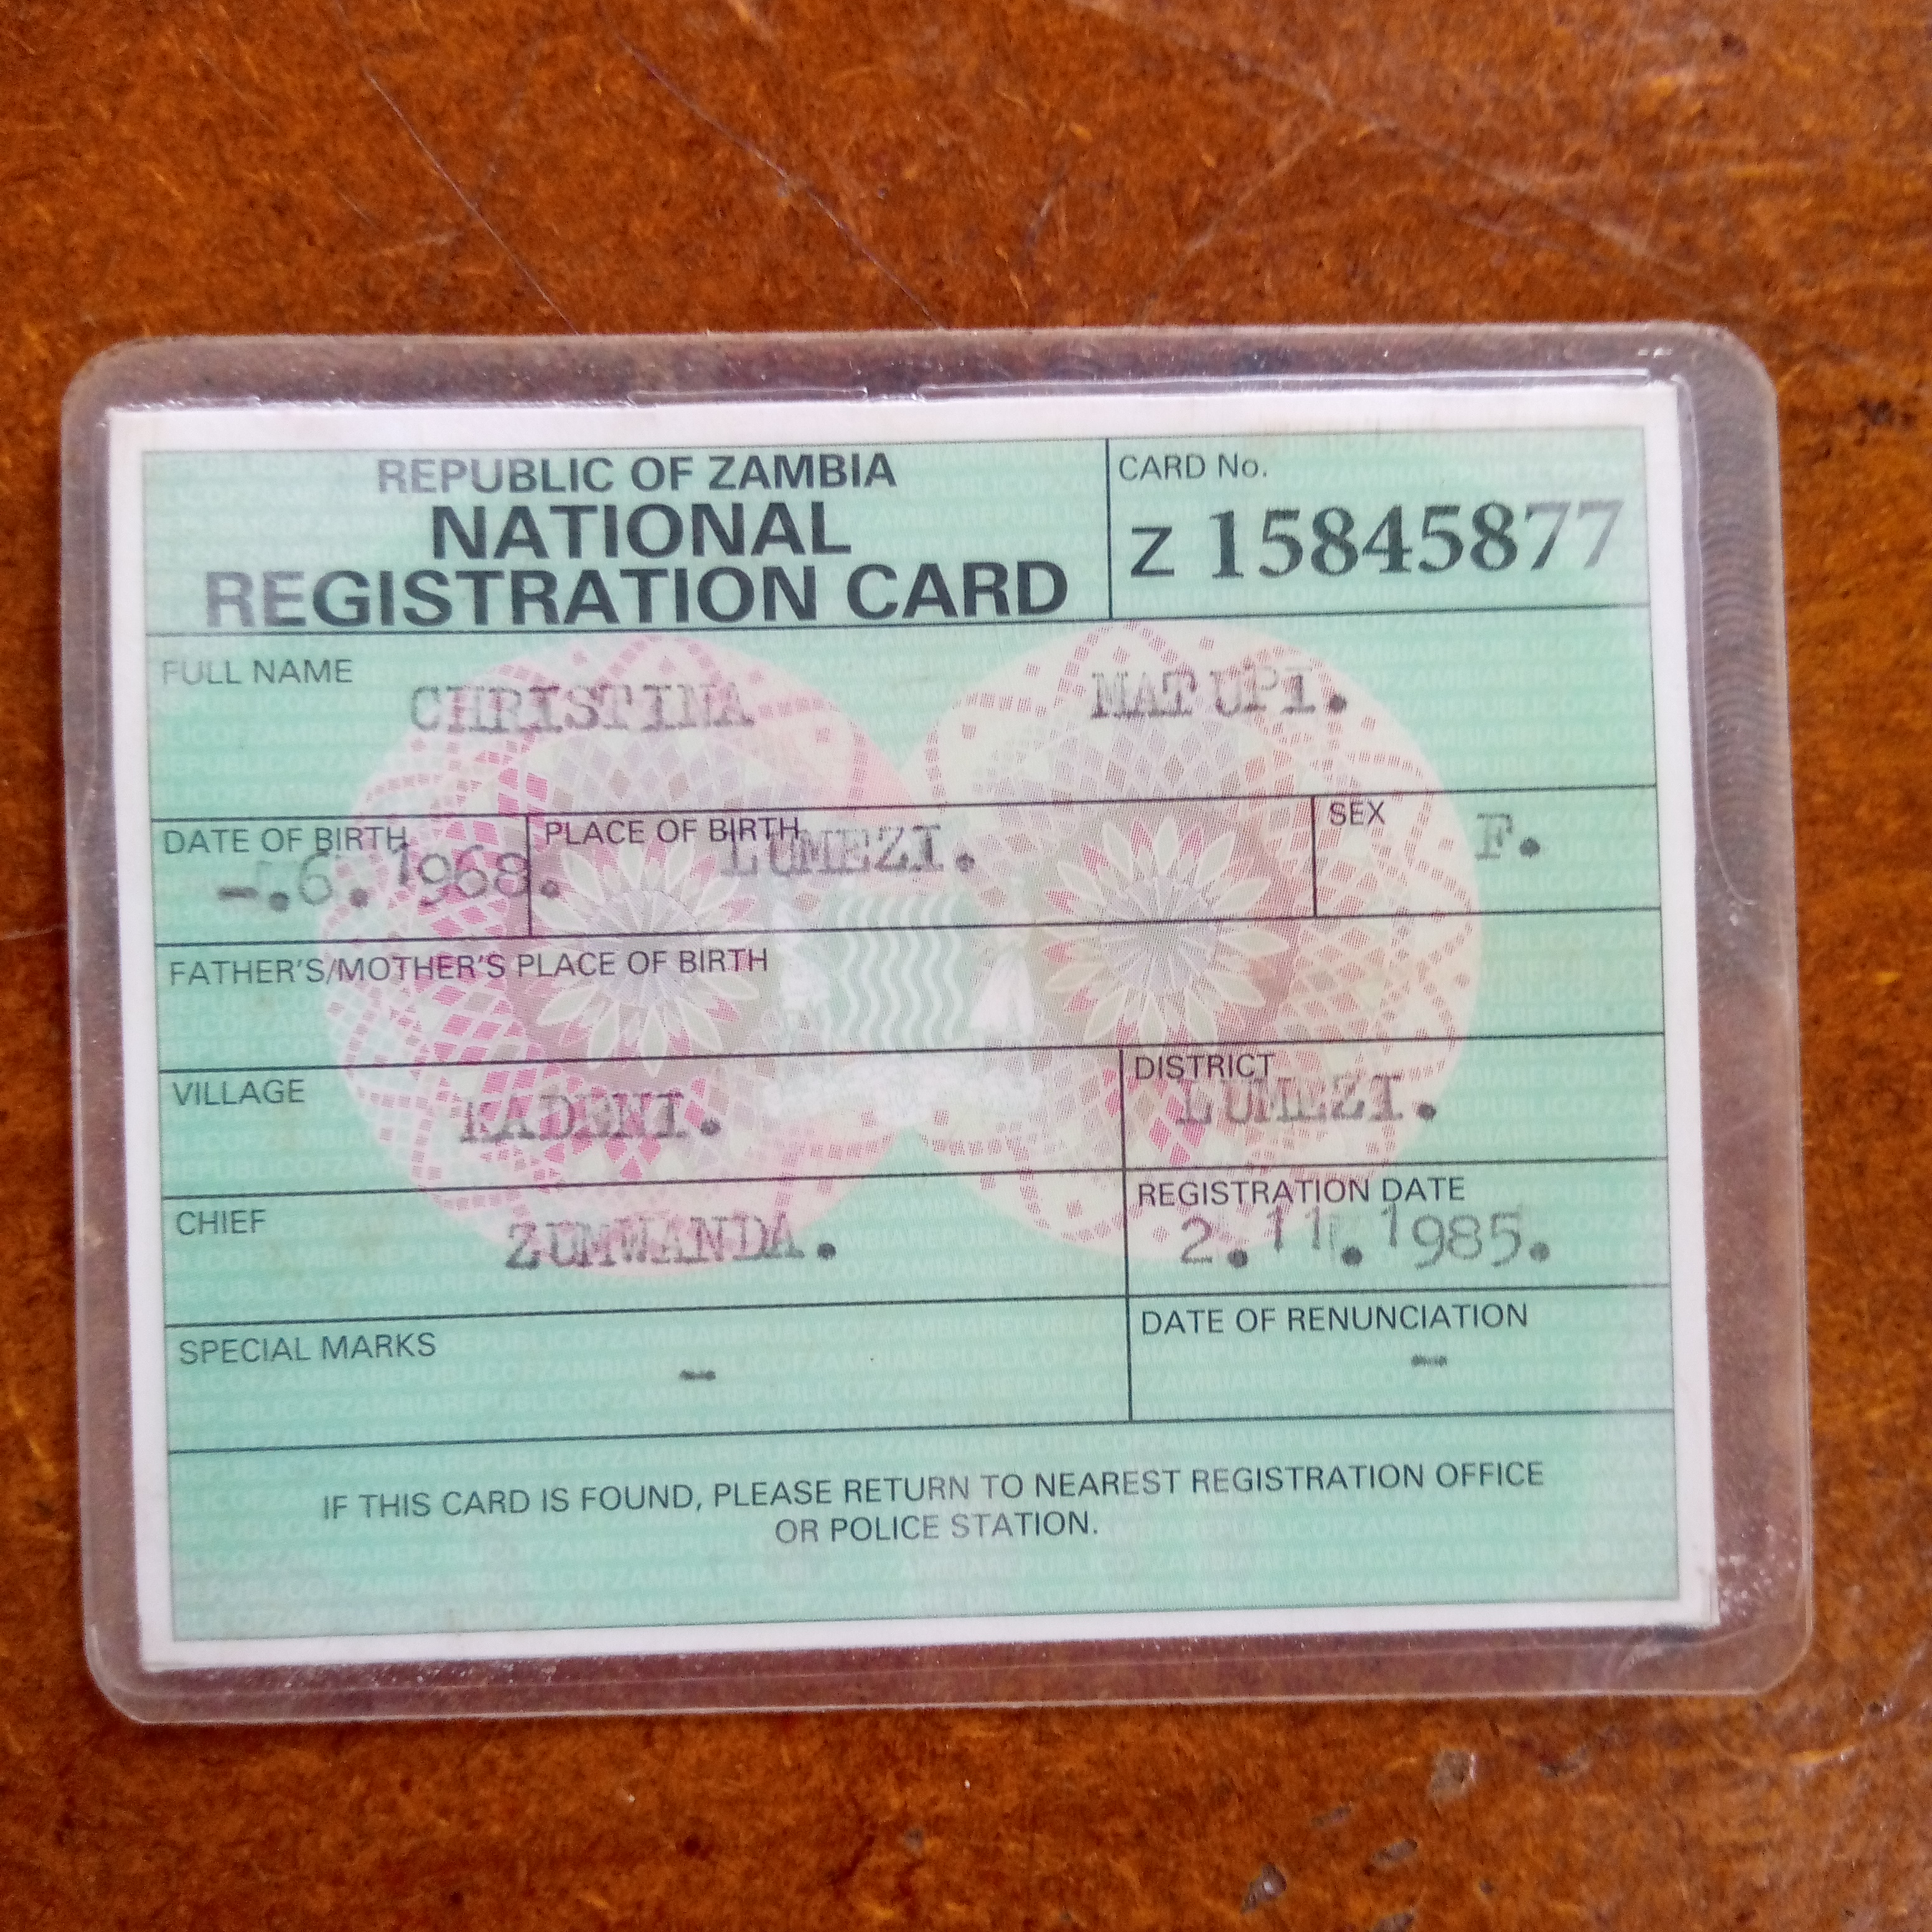 REPUBLIC OF ZAMBIA
NATIONAL
REGISTRATION CARD
CARD No.
Z 15845877
FULL NAME
CHRISTINA MATUPI.
DATE OF BIRTH
-.6.1968.
PLACE OF BIRTH
LUMEZI.
SEX
F.
FATHER'S/MOTHER'S PLACE OF BIRTH
VILLAGE
DISTRICT
LUMEZI.
CHIEF
ZUMWANDA.
REGISTRATION DATE
2.11.1985.
SPECIAL MARKS
-
DATE OF RENUNCIATION
-
IF THIS CARD IS FOUND, PLEASE RETURN TO NEAREST REGISTRATION OFFICE
OR POLICE STATION.